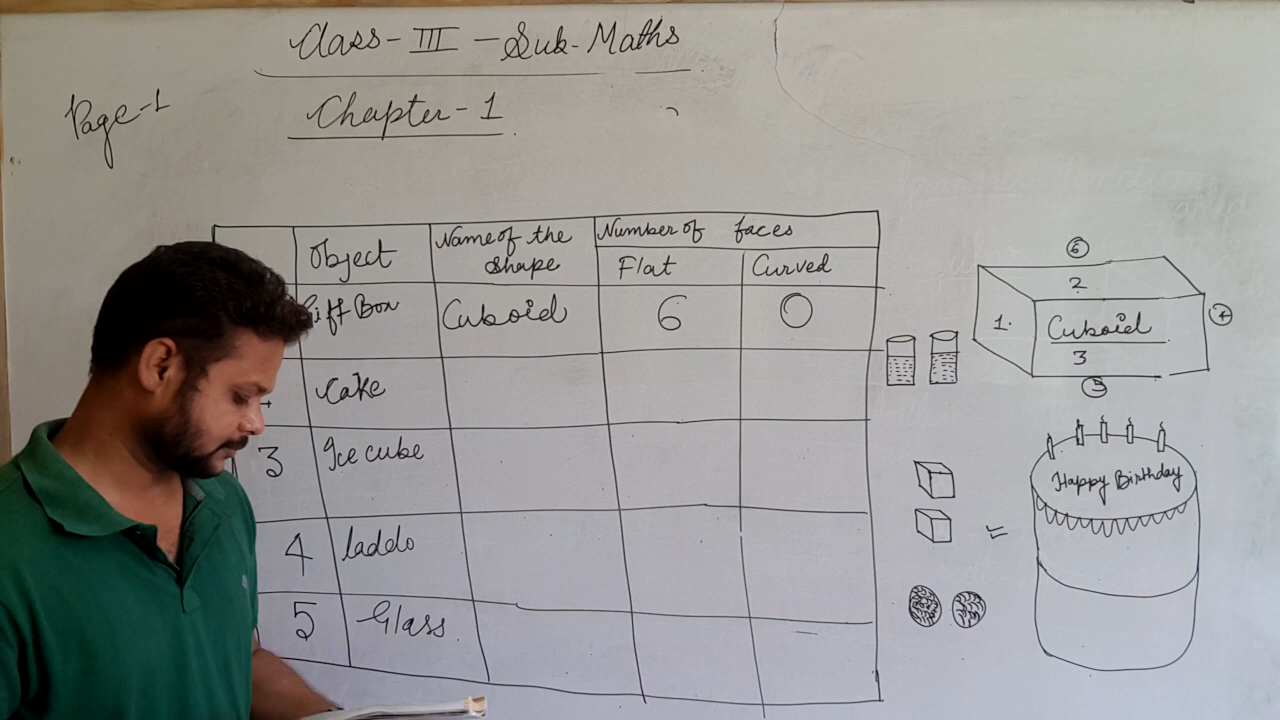 Class-III-Sub-Maths
Page-1
Chapter-1
Object
Name of the shape
Number of faces
Flat
Curved
Giff Box
Cuboid
6
0
Cake
3
Ice cube
4
laddo
5
Glass.
6
2
1.
Cuboid
4
3
5
Happy Birthday
=